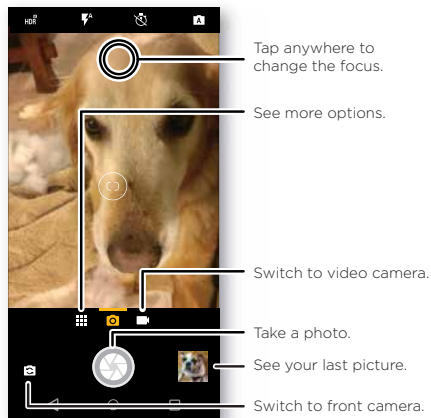 HDR
A
A
Tap anywhere to
change the focus.
See more options.
Switch to video camera.
Take a photo.
See your last picture.
Switch to front camera.